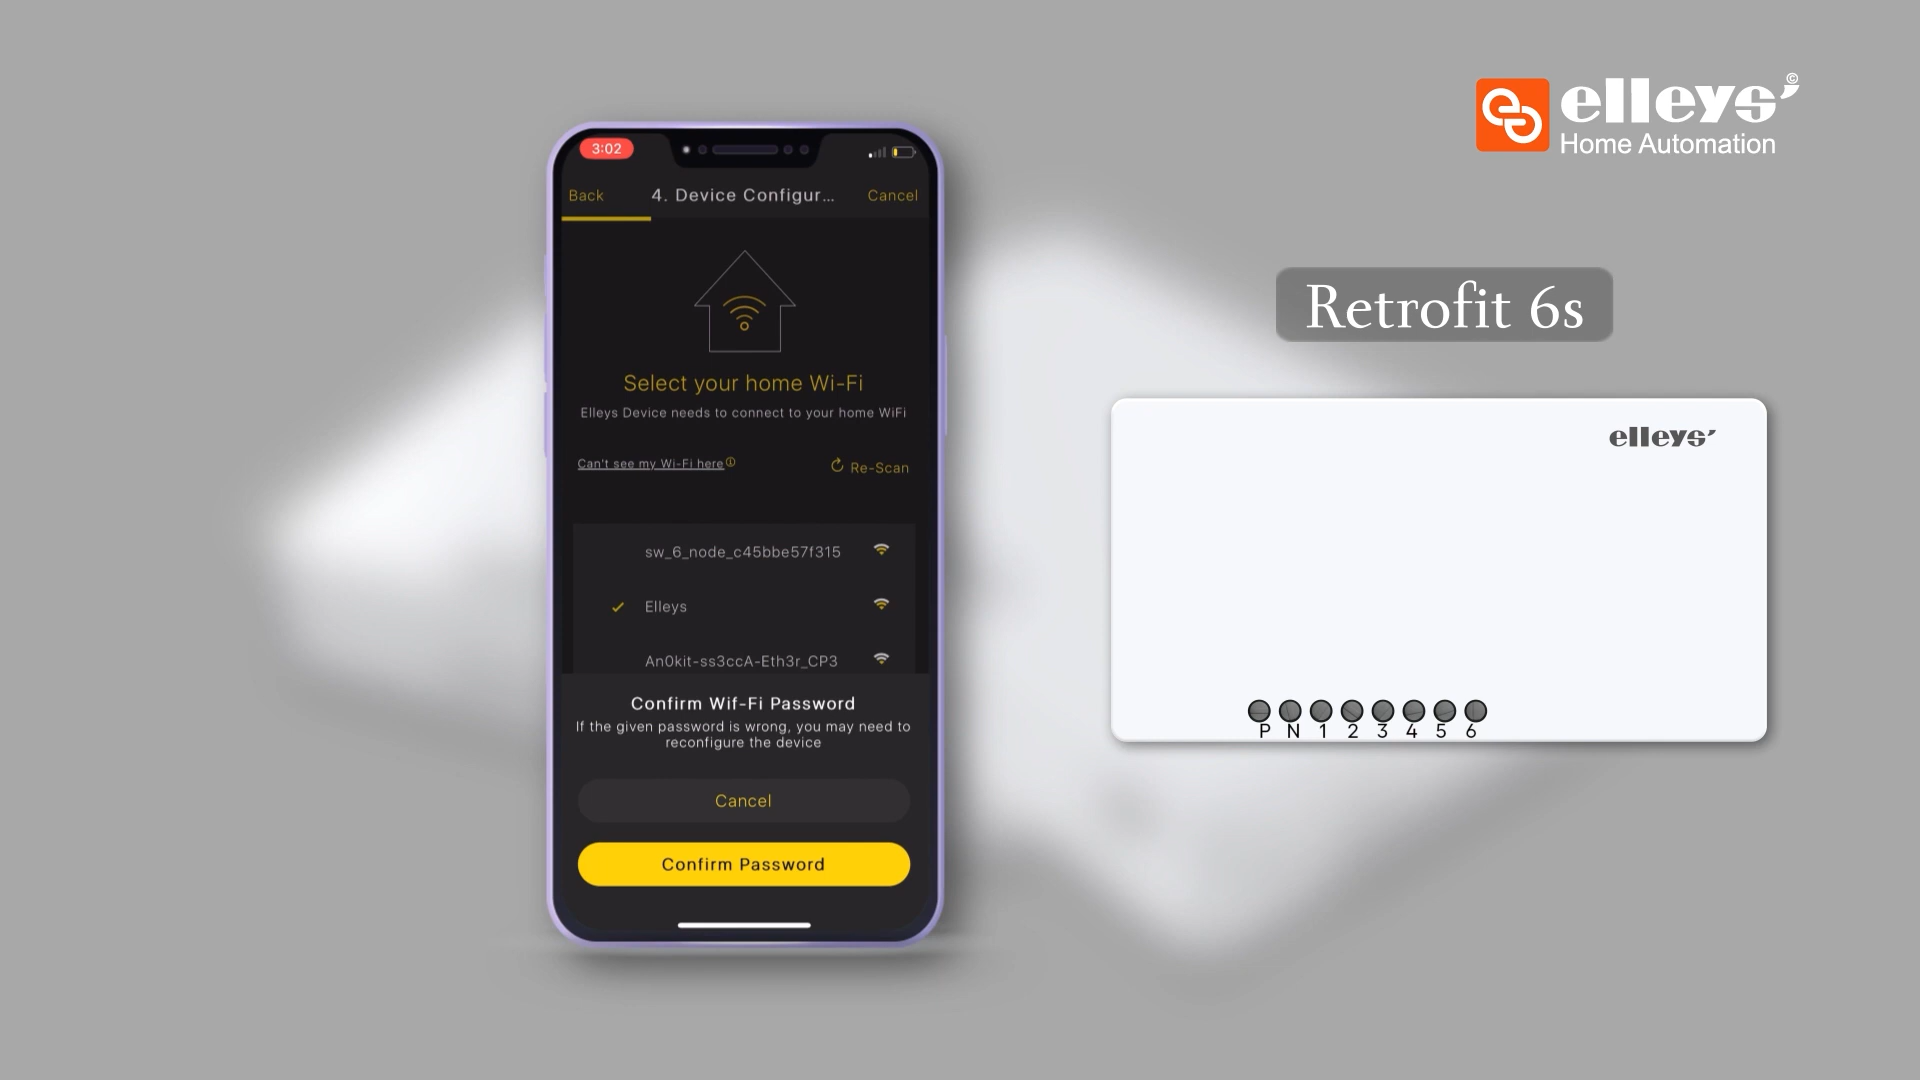 elleys’©
Home Automation
3:02
Back
4. Device Configur...
Cancel
Select your home Wi-Fi
Elleys Device needs to connect to your home WiFi
Can't see my Wi-Fi here
Re-Scan
sw_6_node_c45bbe57f315
Elleys
An0kit-ss3ccA-Eth3r_CP3
Confirm Wif-Fi Password
If the given password is wrong, you may need to
reconfigure the device
Cancel
Confirm Password
Retrofit 6s
elleys’
P N 1 2 3 4 5 6